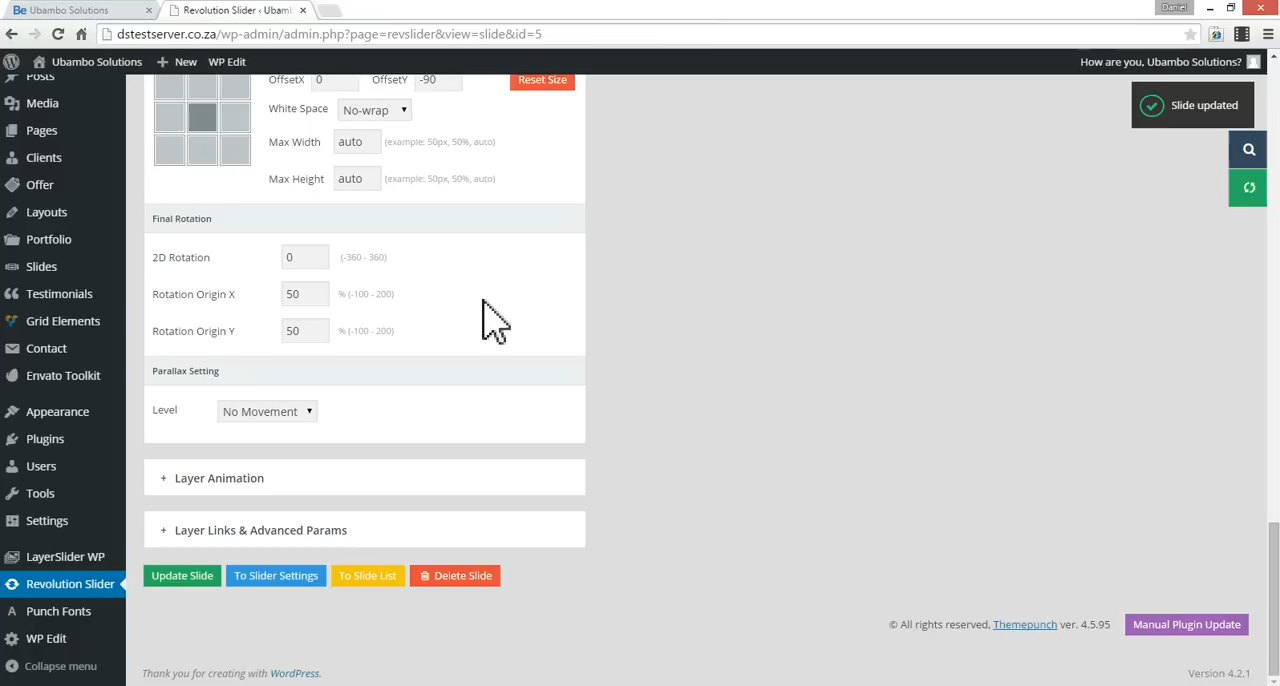 Be Ubambo Solutions
Revolution Slider ‹ Ubamb
Daniel
dstestserver.co.za/wp-admin/admin.php?page=revslider&view=slide&id=5
Ubambo Solutions
New
WP Edit
How are you, Ubambo Solutions?
Posts
Media
Pages
Clients
Offer
Layouts
Portfolio
Slides
Testimonials
Grid Elements
Contact
Envato Toolkit
Appearance
Plugins
Users
Tools
Settings
LayerSlider WP
Revolution Slider
Punch Fonts
WP Edit
Collapse menu
OffsetX 0 OffsetY -90 Reset Size
White Space No-wrap
Max Width auto (example: 50px, 50%, auto)
Max Height auto (example: 50px, 50%, auto)
Final Rotation
2D Rotation 0 (-360 - 360)
Rotation Origin X 50 % (-100 - 200)
Rotation Origin Y 50 % (-100 - 200)
Parallax Setting
Level No Movement
+ Layer Animation
+ Layer Links & Advanced Params
Update Slide To Slider Settings To Slide List Delete Slide
Slide updated
© All rights reserved, Themepunch ver. 4.5.95 Manual Plugin Update
Thank you for creating with WordPress. Version 4.2.1